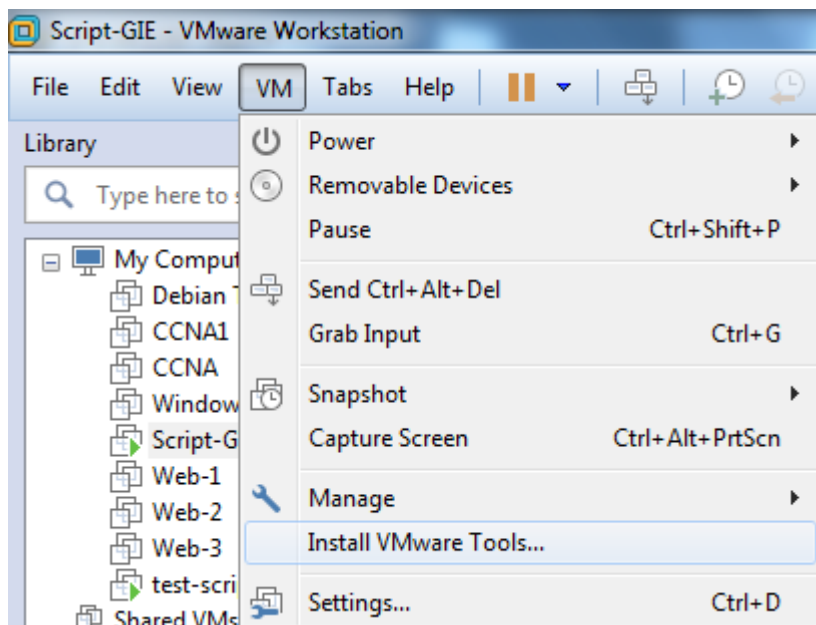 Script-GIE - VMware Workstation
File Edit View VM Tabs Help
Library
Type here to
My Comput
Debian
CCNA1
CCNA
Window
Script-G
Web-1
Web-2
Web-3
test-scri
Shared VMs
Power
Removable Devices
Pause Ctrl+Shift+P
Send Ctrl+Alt+Del
Grab Input Ctrl+G
Snapshot
Capture Screen Ctrl+Alt+PrtScn
Manage
Install VMware Tools...
Settings... Ctrl+D